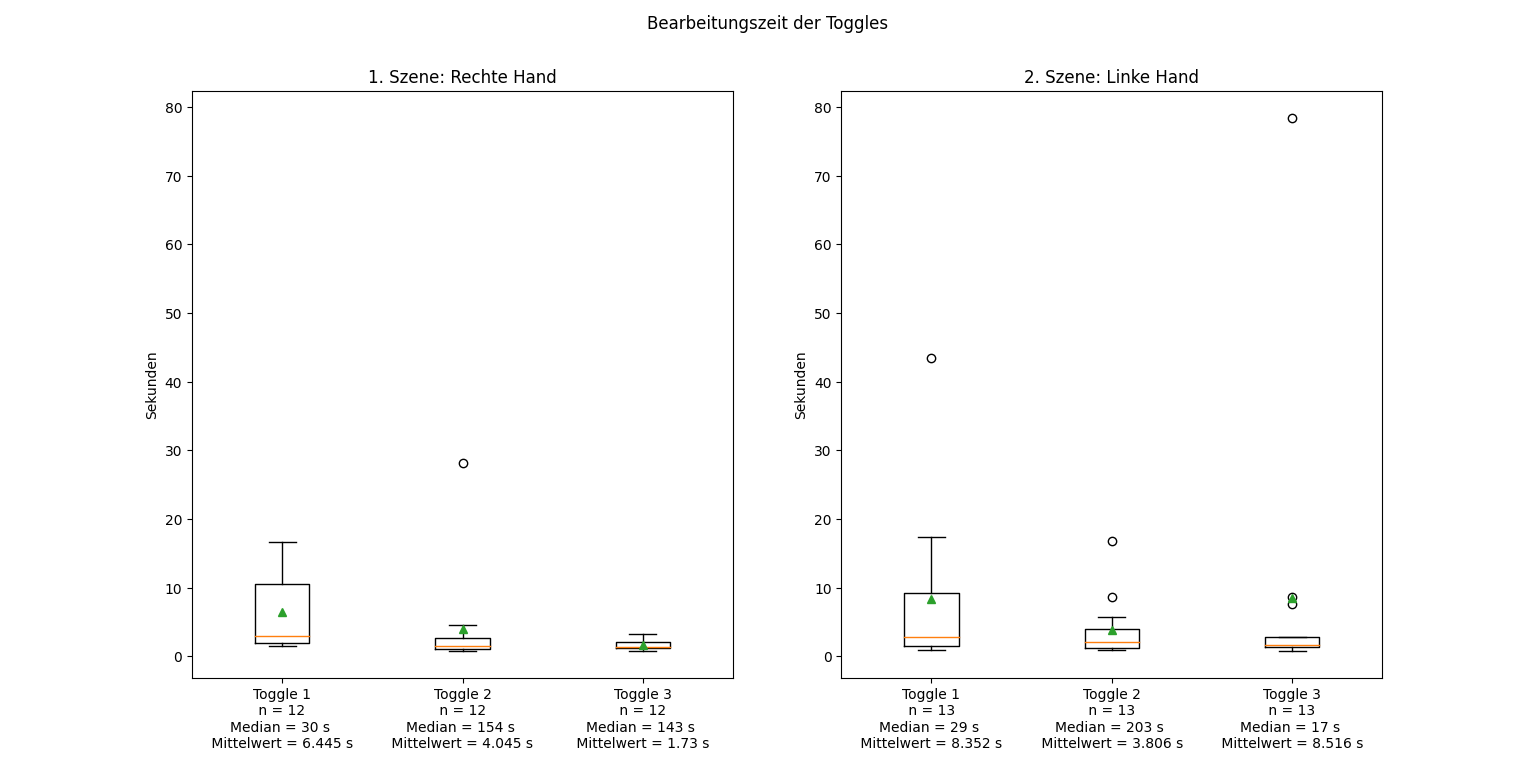 Bearbeitungszeit der Toggles
1. Szene: Rechte Hand
80
70
60
50
40
30
20
10
0
Sekunden
Toggle 1
n = 12
Median = 30 s
Mittelwert = 6.445 s
Toggle 2
n = 12
Median = 154 s
Mittelwert = 4.045 s
Toggle 3
n = 12
Median = 143 s
Mittelwert = 1.73 s
2. Szene: Linke Hand
80
70
60
50
40
30
20
10
0
Sekunden
Toggle 1
n = 13
Median = 29 s
Mittelwert = 8.352 s
Toggle 2
n = 13
Median = 203 s
Mittelwert = 3.806 s
Toggle 3
n = 13
Median = 17 s
Mittelwert = 8.516 s